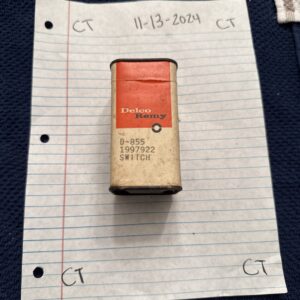 CT 11-13-2024 CT
Delco
Remy
D-855
1997922
SWITCH
CT CT